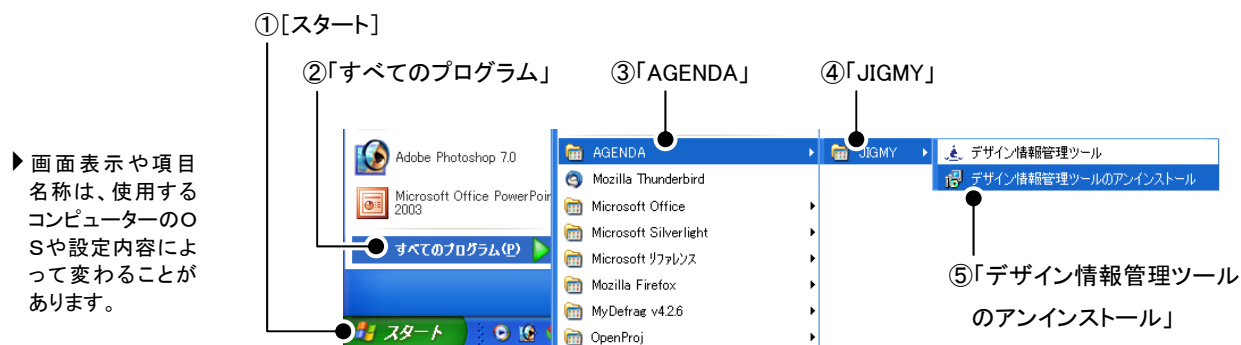 ①[スタート]
②「すべてのプログラム」
③「AGENDA」
④「JIGMY」
▶画面表示や項目
名称は、使用する
コンピューターのO
Sや設定内容によ
って変わることが
あります。
Adobe Photoshop 7.0
Microsoft Office PowerPoin
2003
すべてのプログラム(P)
スタート
AGENDA
Mozilla Thunderbird
Microsoft Office
Microsoft Silverlight
Microsoft リファレンス
Mozilla Firefox
MyDefrag v4.2.6
OpenProj
JIGMY
デザイン情報管理ツール
デザイン情報管理ツールのアンインストール
⑤「デザイン情報管理ツール
のアンインストール」